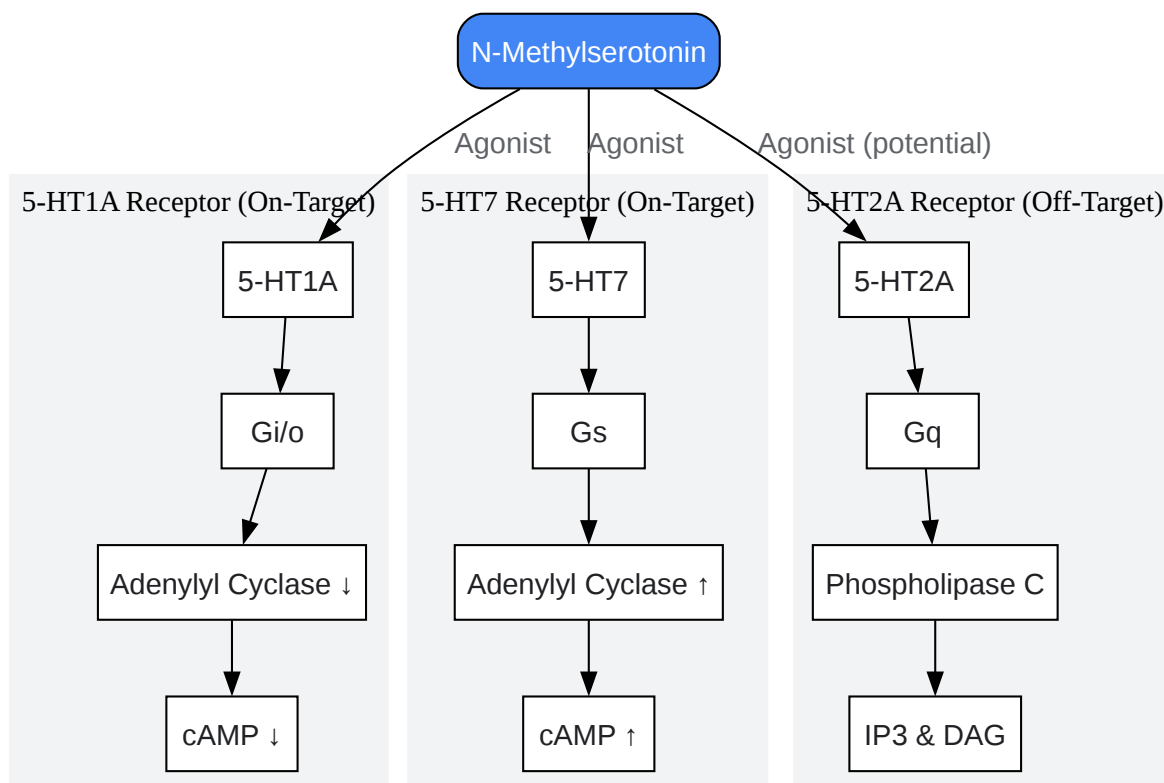 N-Methylserotonin
Agonist
Agonist
Agonist (potential)
5-HT1A Receptor (On-Target)
5-HT7 Receptor (On-Target)
5-HT2A Receptor (Off-Target)
5-HT1A
5-HT7
5-HT2A
Gi/o
Gs
Gq
Adenylyl Cyclase ↓
Adenylyl Cyclase ↑
Phospholipase C
cAMP ↓
cAMP ↑
IP3 & DAG